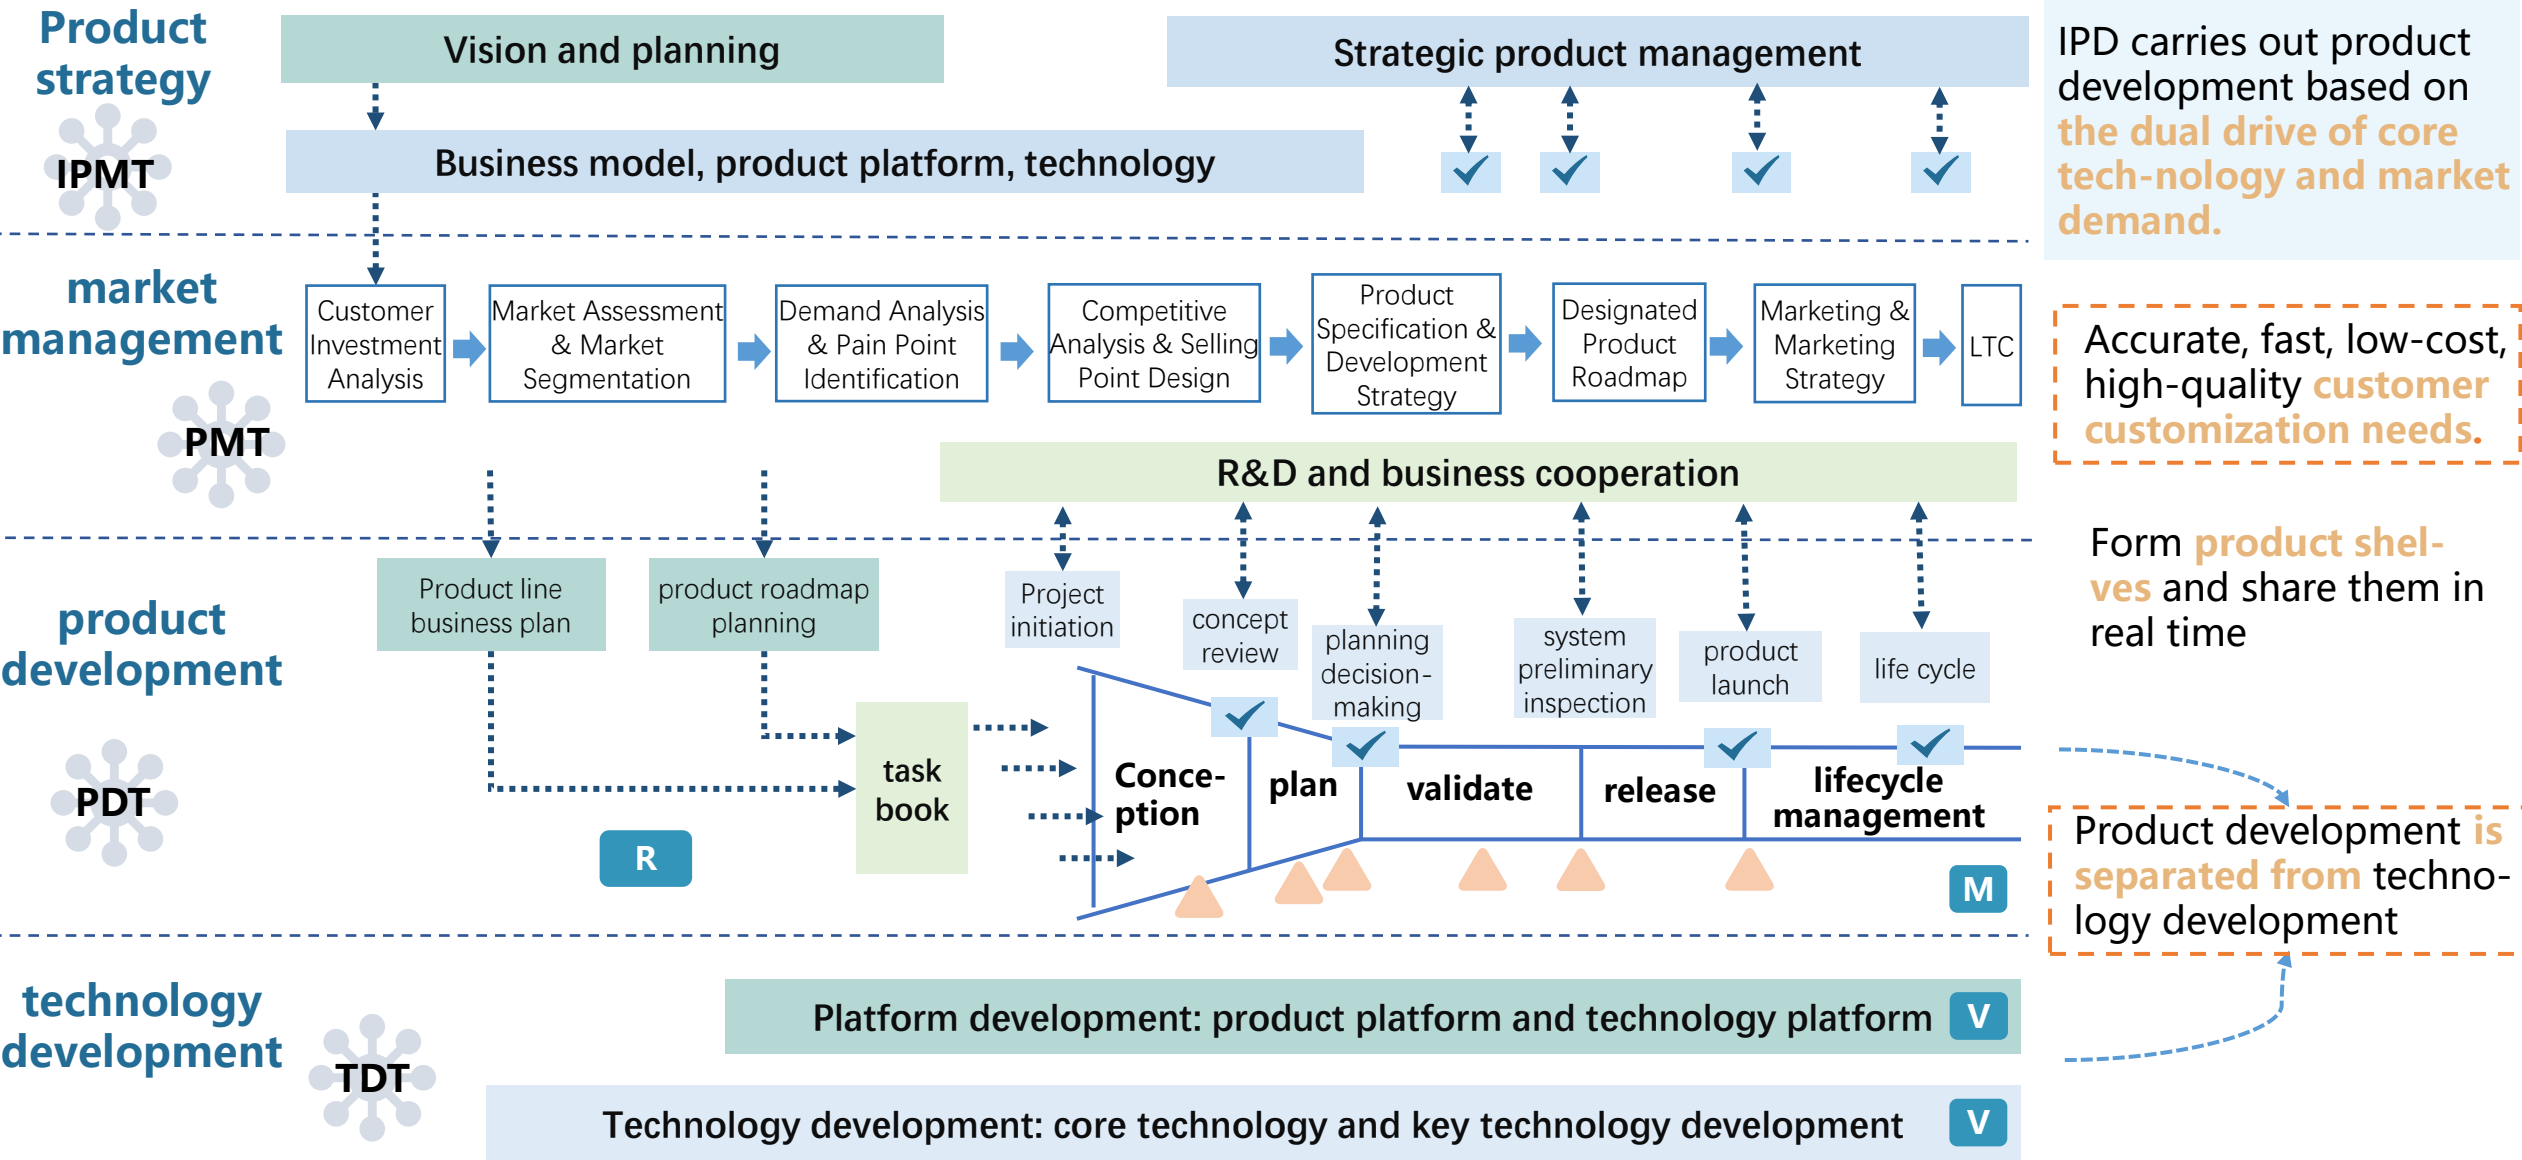 Product
strategy
IPMT
Vision and planning
Strategic product management
Business model, product platform, technology
IPD carries out product
development based on
the dual drive of core
tech-nology and market
demand.
market
management
PMT
Customer
Investment
Analysis
Market Assessment
& Market
Segmentation
Demand Analysis
& Pain Point
Identification
Competitive
Analysis & Selling
Point Design
Product
Specification &
Development
Strategy
Designated
Product
Roadmap
Marketing &
Marketing
Strategy
LTC
Accurate, fast, low-cost,
high-quality customer
customization needs.
R&D and business cooperation
Form product shel-
ves and share them in
real time
product
development
PDT
Product line
business plan
product roadmap
planning
Project
initiation
concept
review
planning
decision-
making
system
preliminary
inspection
product
launch
life cycle
task
book
Conce-
ption
plan
validate
release
lifecycle
management
R
M
Product development is
separated from techno-
logy development
technology
development
TDT
Platform development: product platform and technology platform
V
Technology development: core technology and key technology development
V